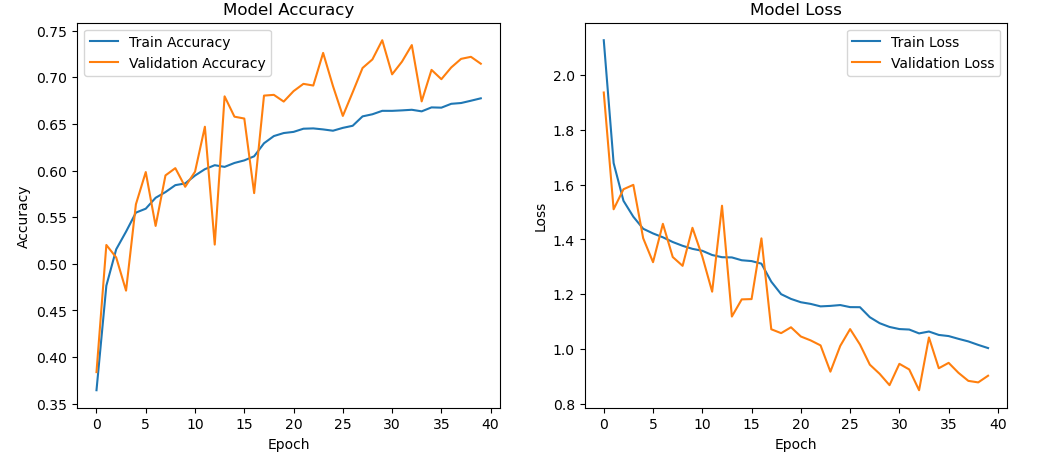 Model Accuracy
Train Accuracy
Validation Accuracy
Accuracy
0.75
0.70
0.65
0.60
0.55
0.50
0.45
0.40
0.35
0 5 10 15 20 25 30 35 40
Epoch
Model Loss
Train Loss
Validation Loss
Loss
2.0
1.8
1.6
1.4
1.2
1.0
0.8
0 5 10 15 20 25 30 35 40
Epoch